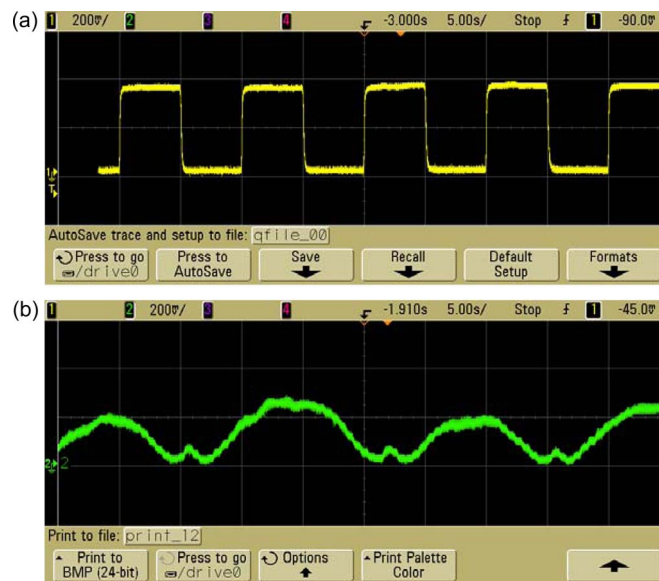 (a)
1 200▽/ 2 3 4 -3.000s 5.00s/ Stop 1 -90.0▽
1
T
AutoSave trace and setup to file: qfile_00
Press to go Press to Save Recall Default Formats
/drive0 AutoSave Setup
(b)
1 2 200▽/ 3 4 -1.910s 5.00s/ Stop 1 -45.0▽
2 2
Print to file: print_12
Print to Press to go Options Print Palette
BMP (24-bit) /drive0 Color